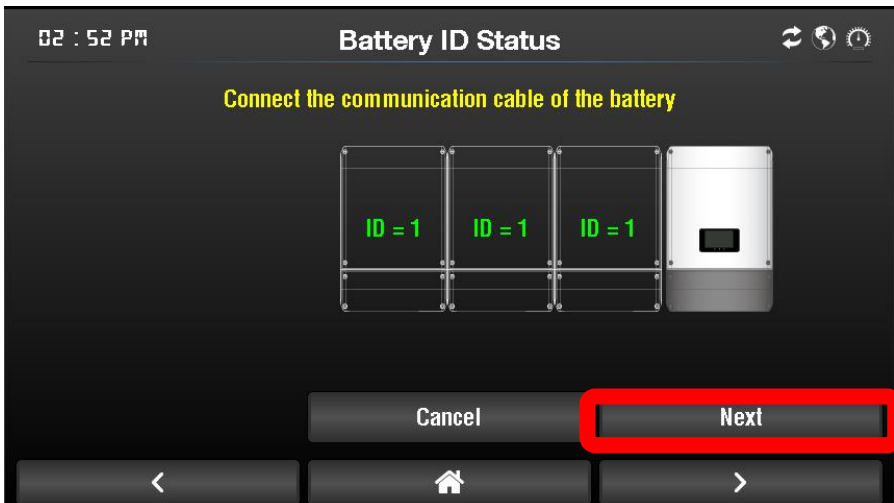 02 : 52 PM
Battery ID Status
Connect the communication cable of the battery
ID = 1 ID = 1 ID = 1
Cancel Next